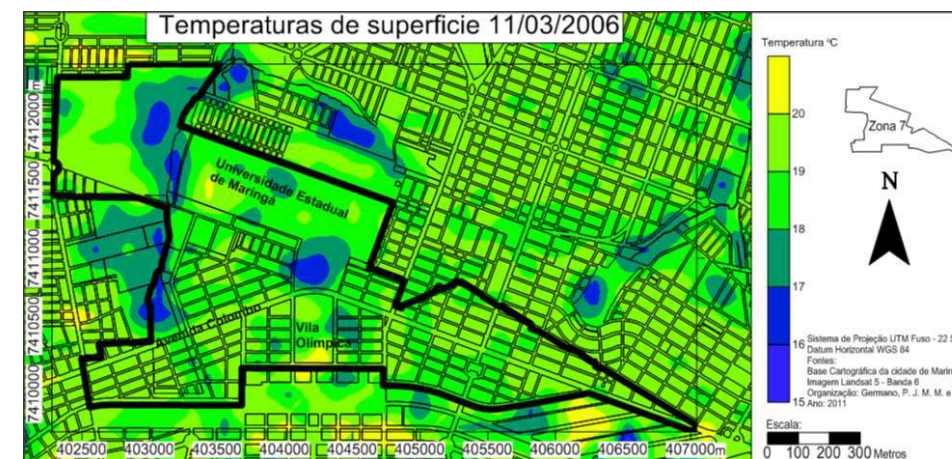 Temperaturas de superficie 11/03/2006
Temperatura ºC
20
19
18
17
16
15
Zona 7
N
Universidade Estadual
de Maringá
Avenida Colombo
Vila
Olímpica
7412000 m
7411500
7411000
7410500
7410000
402500
403000
403500
404000
404500
405000
405500
406000
406500
407000m
Sistema de Projeção UTM Fuso - 22 S
Datum Horizontal WGS 84
Fontes:
Base Cartográfica da cidade de Marin
Imagem Landsat 5 - Banda 6
Organização: Germano, P. J. M. M. e
Ano: 2011
Escala:
0 100 200 300 Metros